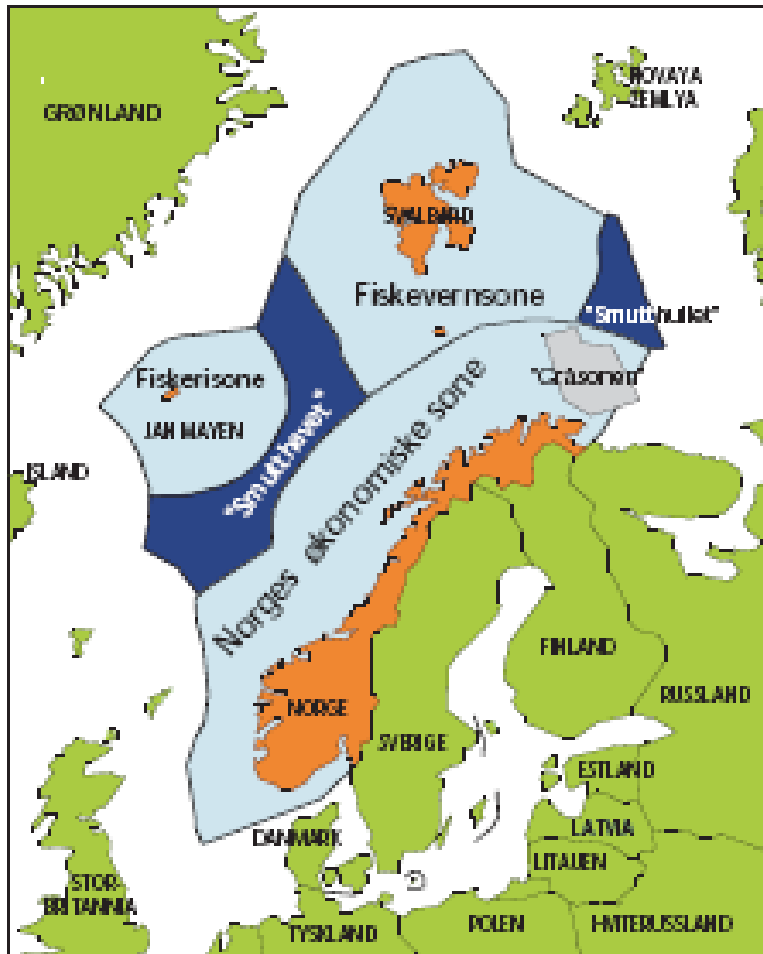 NOVAYA
ZEMLYA
GRØNLAND
SVALBARD
Fiskevernsone
"Smutthullet"
Fiskerisone
"Gråsonen"
JAN MAYEN
"Smutthavet"
ISLAND
Norges økonomiske sone
FINLAND
RUSSLAND
NORGE
SVERIGE
ESTLAND
DANMARK
LATVIA
LITAUEN
STOR-
BRITANNIA
TYSKLAND
POLEN
HVITERUSSLAND